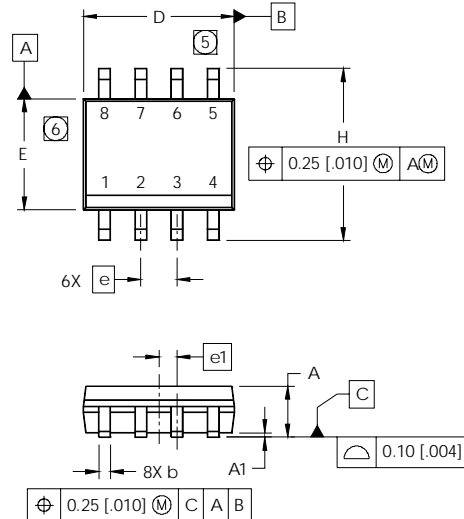 D
B
5
A
8 7 6 5
6
E
H
1 2 3 4
⌖ 0.25 [.010] Ⓜ AⓂ
6X e
e1
A
C
8X b
A1
⌓ 0.10 [.004]
⌖ 0.25 [.010] Ⓜ C A B